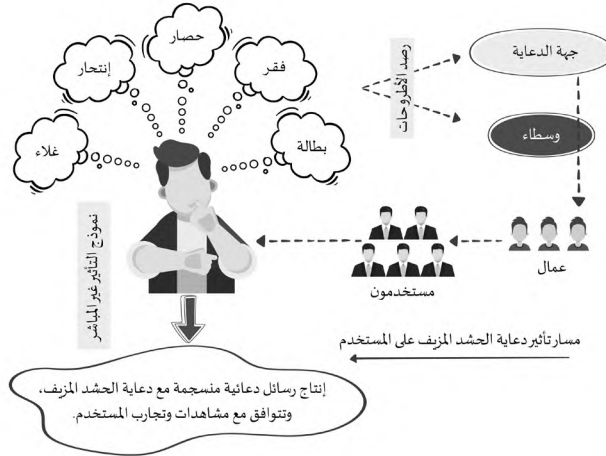 حصار
إنتحار
فقر
غلاء
بطالة
رصد الأطروحات
جهة الدعاية
وسطاء
عمال
مستخدمون
نموذج التأثير غير المباشر
مسار تأثير دعاية الحشد المزيف على المستخدم
إنتاج رسائل دعائية منسجمة مع دعاية الحشد المزيف،
وتتوافق مع مشاهدات وتجارب المستخدم.